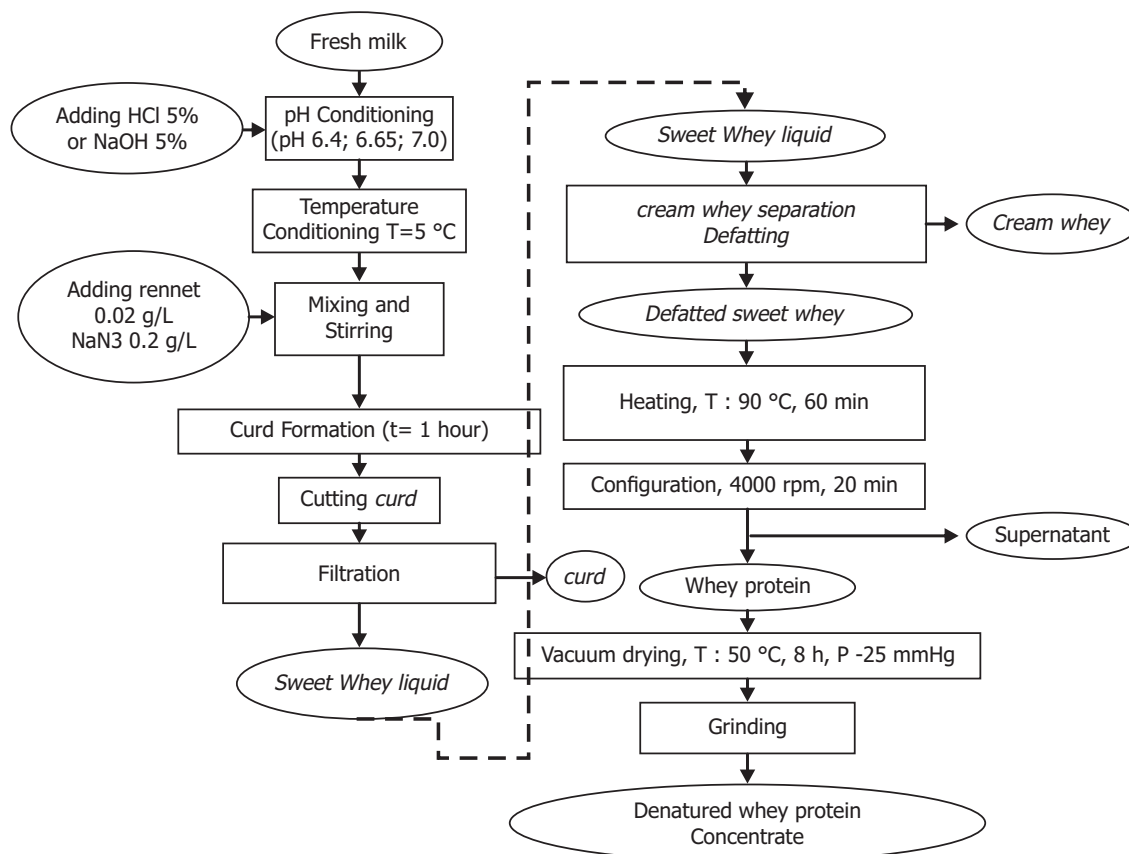 Fresh milk
Adding HCl 5%
or NaOH 5%
pH Conditioning
(pH 6.4; 6.65; 7.0)
Temperature
Conditioning T=5 °C
Adding rennet
0.02 g/L
NaN3 0.2 g/L
Mixing and
Stirring
Curd Formation (t= 1 hour)
Cutting curd
Filtration
curd
Sweet Whey liquid
Sweet Whey liquid
cream whey separation
Defatting
Cream whey
Defatted sweet whey
Heating, T : 90 °C, 60 min
Configuration, 4000 rpm, 20 min
Supernatant
Whey protein
Vacuum drying, T : 50 °C, 8 h, P -25 mmHg
Grinding
Denatured whey protein
Concentrate